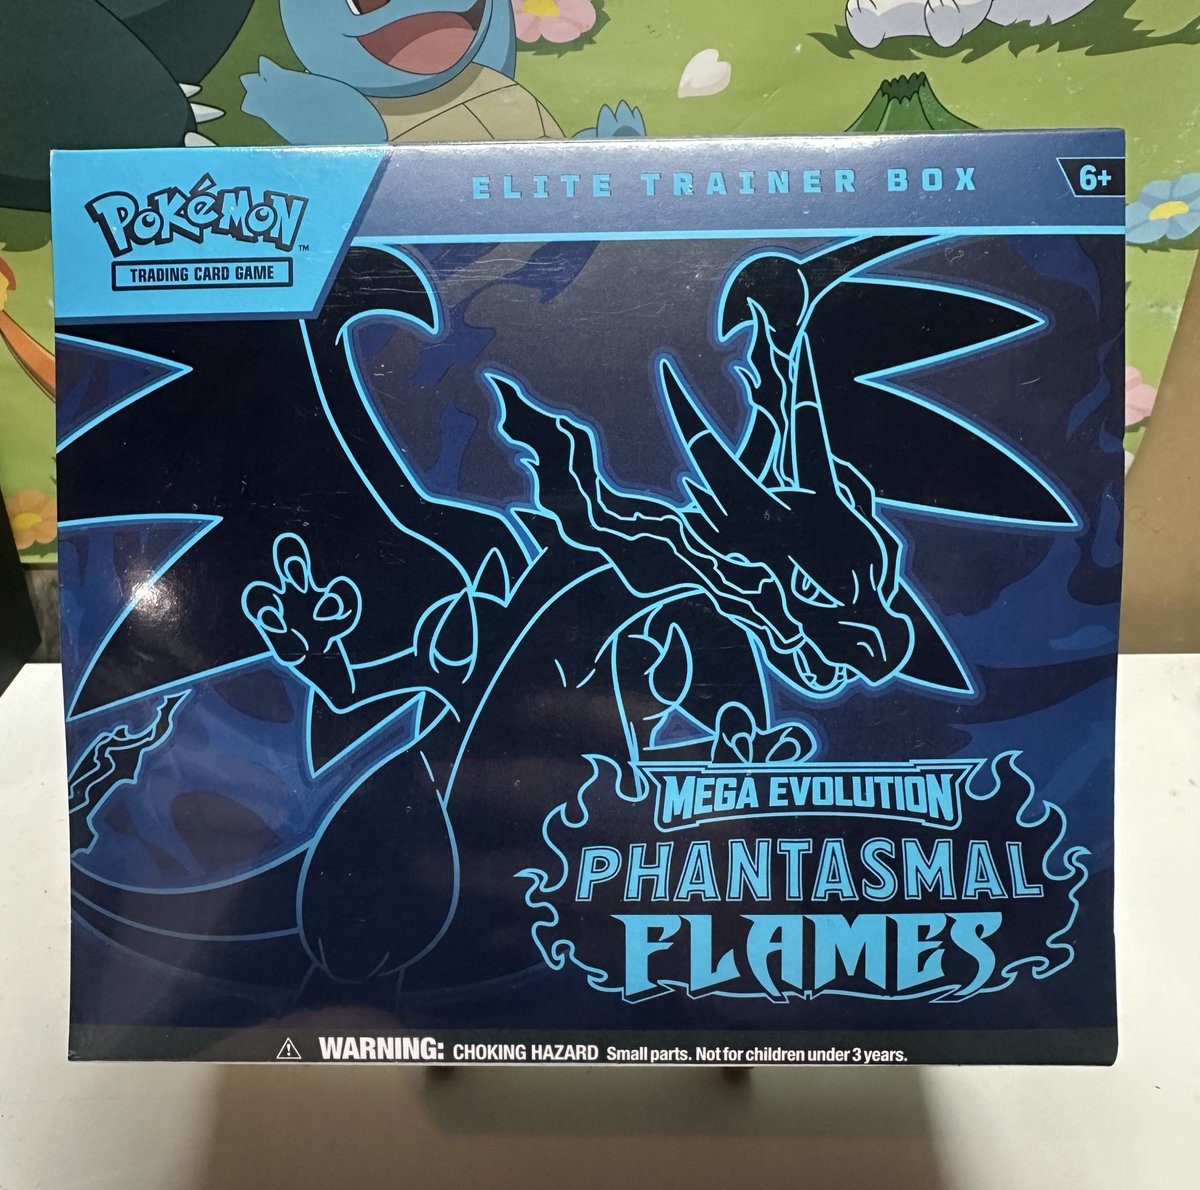 ELITE TRAINER BOX
6+
POKéMON™
TRADING CARD GAME
MEGA EVOLUTION
PHANTASMAL
FLAMES
WARNING: CHOKING HAZARD Small parts. Not for children under 3 years.